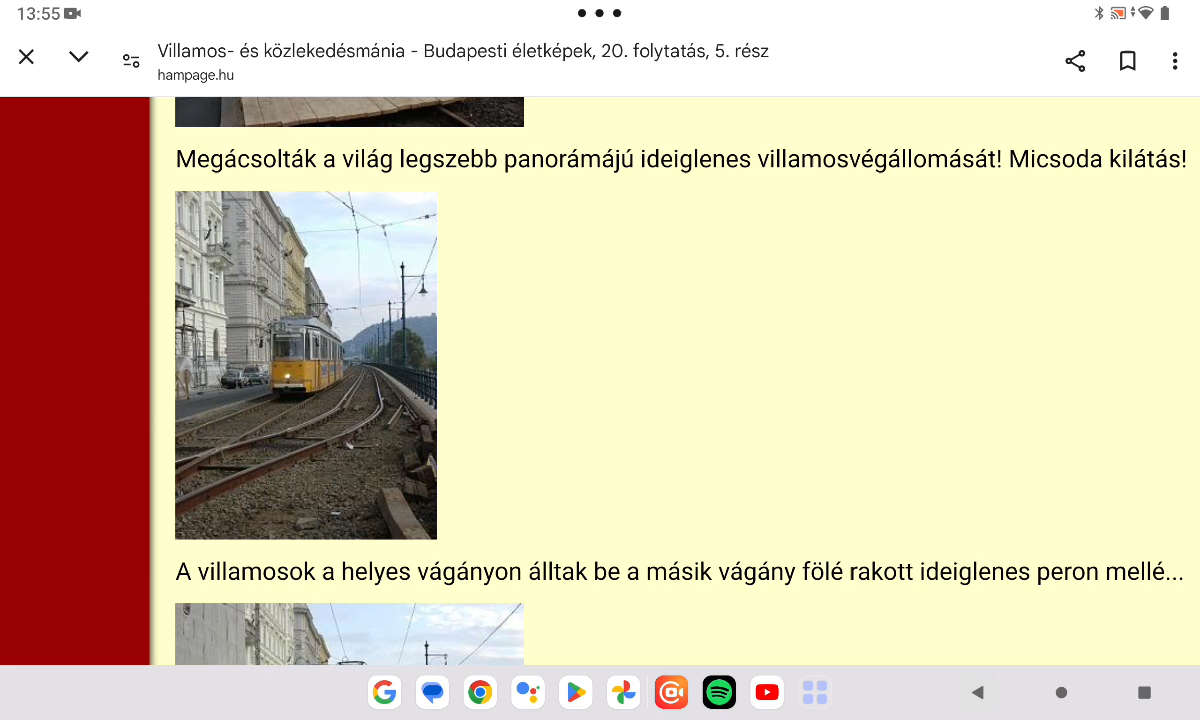 13:55
Villamos- és közlekedésmánia - Budapesti életképek, 20. folytatás, 5. rész
hampage.hu
Megácsolták a világ legszebb panorámájú ideiglenes villamosvégállomását! Micsoda kilátás!
A villamosok a helyes vágányon álltak be a másik vágány fölé rakott ideiglenes peron mellé...